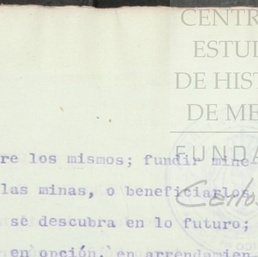 CENTR
ESTUI
DE HIST
DE ME
FUNDA
re los mismos; fundir mine-
las minas, o beneficiarlos,
se descubra en lo futuro;
en opción, en arrendamien-